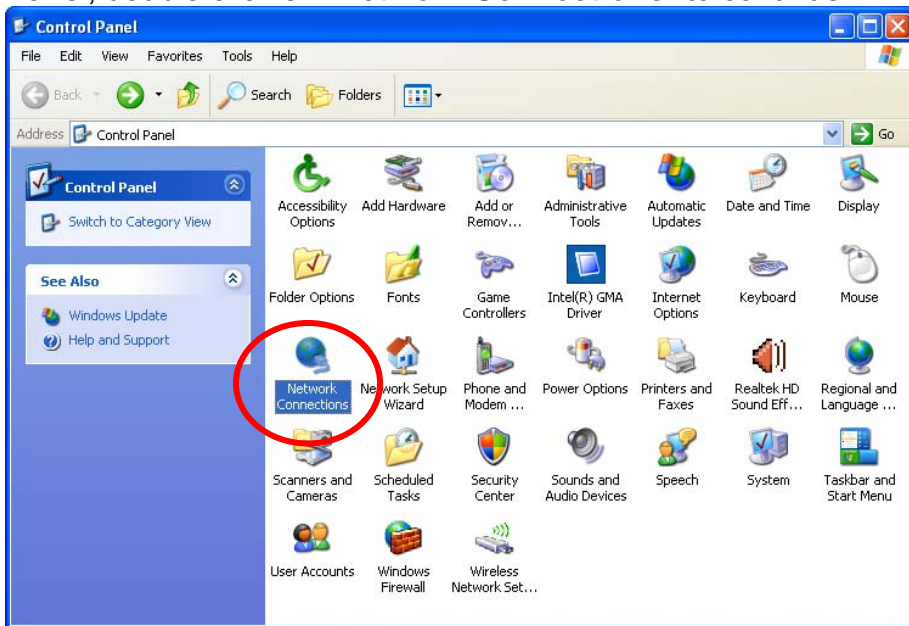 Control Panel
File Edit View Favorites Tools Help
Back Search Folders
Address Control Panel Go
Control Panel
Switch to Category View
See Also
Windows Update
Help and Support
Accessibility Options
Add Hardware
Add or Remov...
Administrative Tools
Automatic Updates
Date and Time
Display
Folder Options
Fonts
Game Controllers
Intel(R) GMA Driver
Internet Options
Keyboard
Mouse
Network Connections
Network Setup Wizard
Phone and Modem ...
Power Options
Printers and Faxes
Realtek HD Sound Eff...
Regional and Language ...
Scanners and Cameras
Scheduled Tasks
Security Center
Sounds and Audio Devices
Speech
System
Taskbar and Start Menu
User Accounts
Windows Firewall
Wireless Network Set...